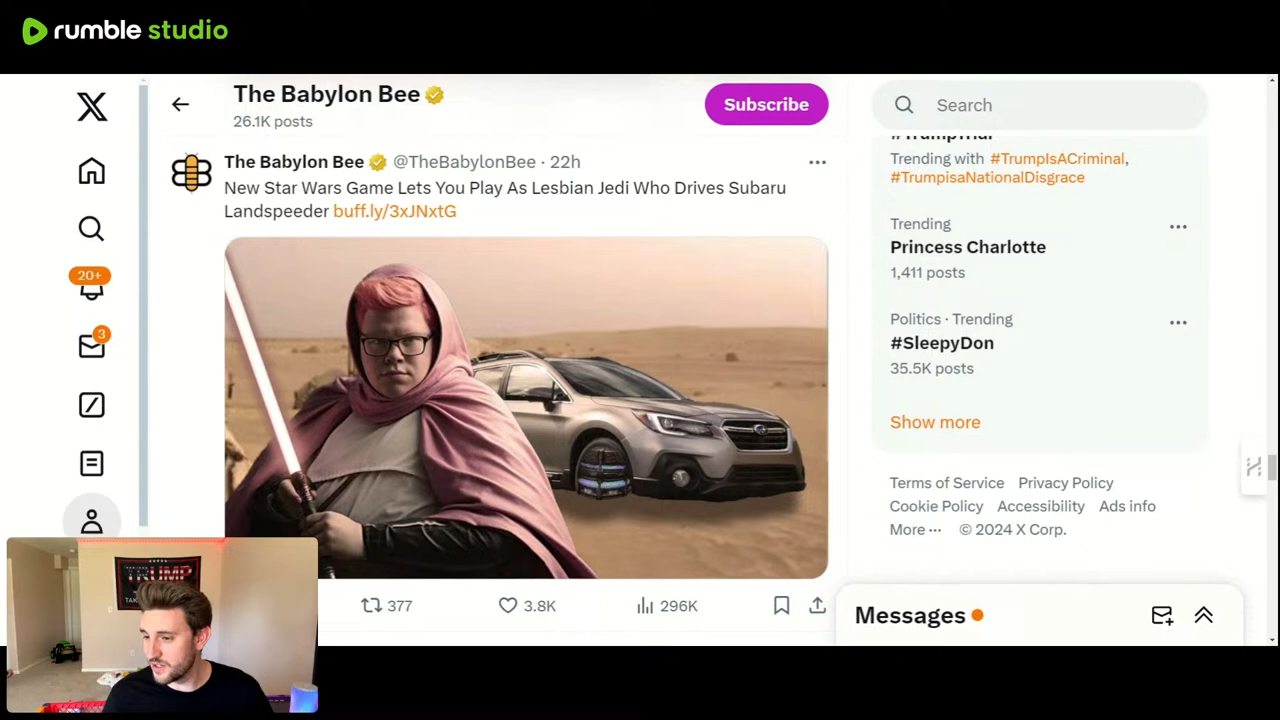 rumble studio
The Babylon Bee
26.1K posts
Subscribe
The Babylon Bee @TheBabylonBee · 22h
New Star Wars Game Lets You Play As Lesbian Jedi Who Drives Subaru
Landspeeder buff.ly/3xJNxtG
377
3.8K
296K
20+
3
Search
#TrumpTrial
Trending with #TrumpIsACriminal,
#TrumpisaNationalDisgrace
Trending
Princess Charlotte
1,411 posts
Politics · Trending
#SleepyDon
35.5K posts
Show more
Terms of Service Privacy Policy
Cookie Policy Accessibility Ads info
More ··· © 2024 X Corp.
Messages
TRUMP